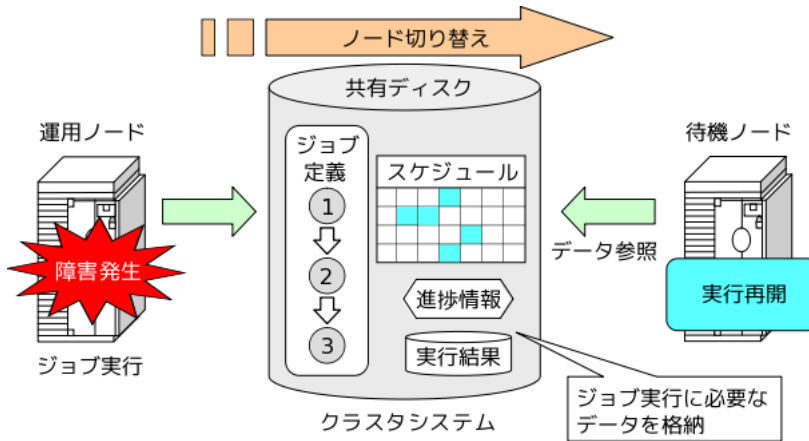 ノード切り替え
共有ディスク
運用ノード
待機ノード
ジョブ
定義
スケジュール
1
2
3
障害発生
データ参照
進捗情報
実行再開
実行結果
ジョブ実行
ジョブ実行に必要な
データを格納
クラスタシステム